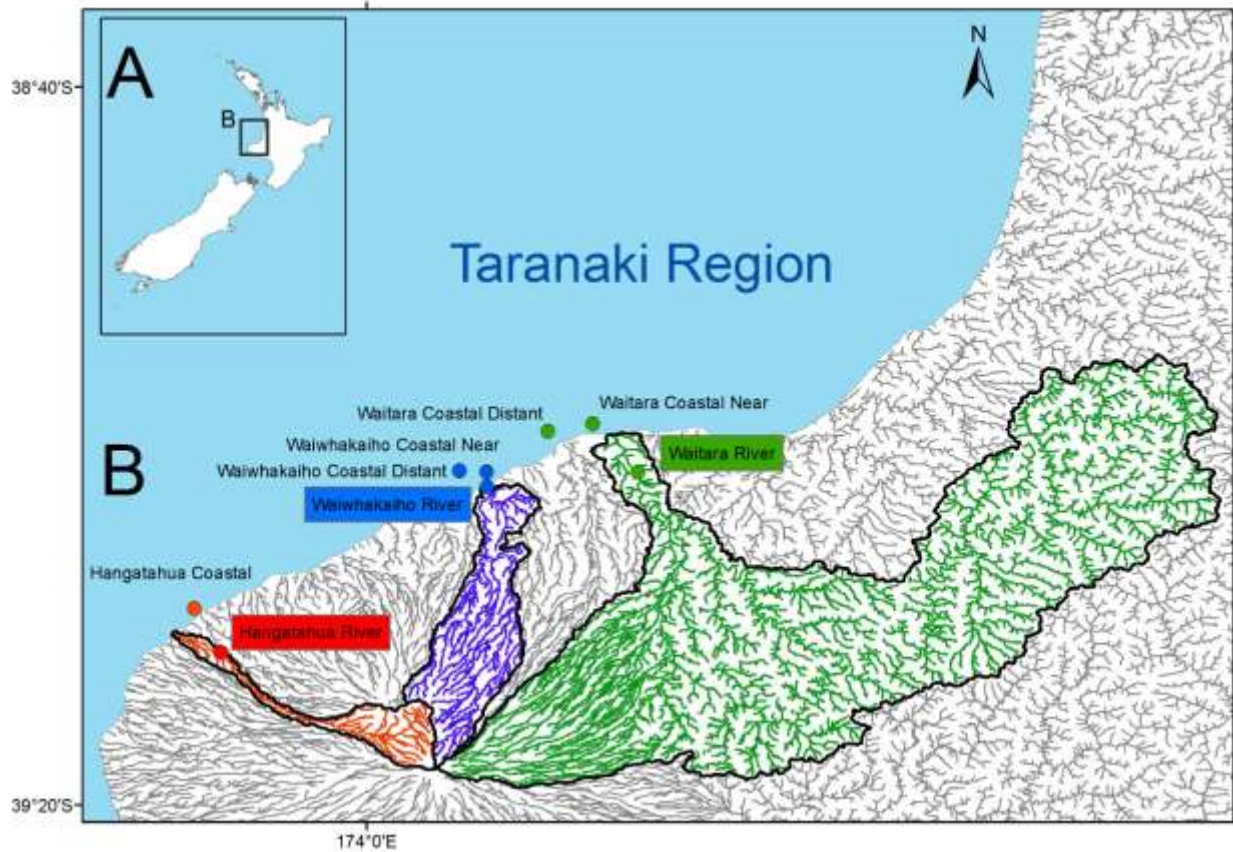 A
B
N
38°40'S
Taranaki Region
Waitara Coastal Near
Waitara Coastal Distant
Waiwhakaiho Coastal Near
Waitara River
Waiwhakaiho Coastal Distant
B
Waiwhakaiho River
Hangatahua Coastal
Hangatahua River
39°20'S
174°0'E